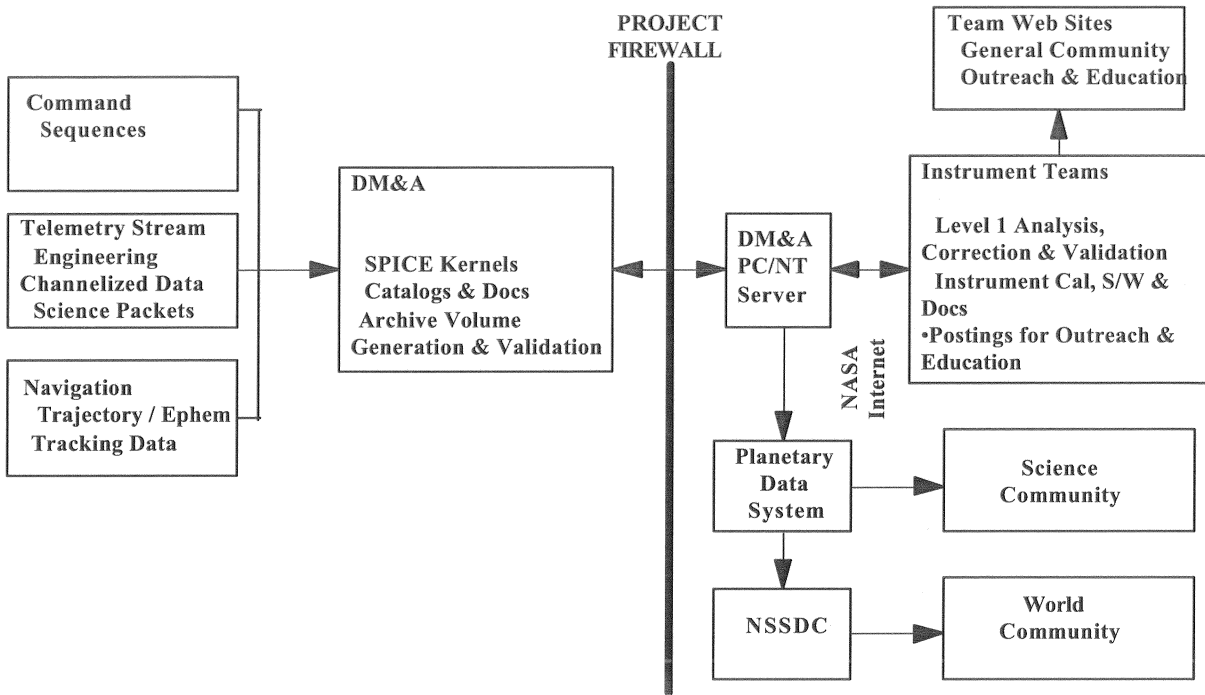 PROJECT
FIREWALL
Team Web Sites
General Community
Outreach & Education
Command
Sequences
Telemetry Stream
Engineering
Channelized Data
Science Packets
Navigation
Trajectory / Ephem
Tracking Data
DM&A
SPICE Kernels
Catalogs & Docs
Archive Volume
Generation & Validation
DM&A
PC/NT
Server
Instrument Teams
Level 1 Analysis,
Correction & Validation
Instrument Cal, S/W &
Docs
•Postings for Outreach &
Education
NASA
Internet
Planetary
Data
System
Science
Community
NSSDC
World
Community